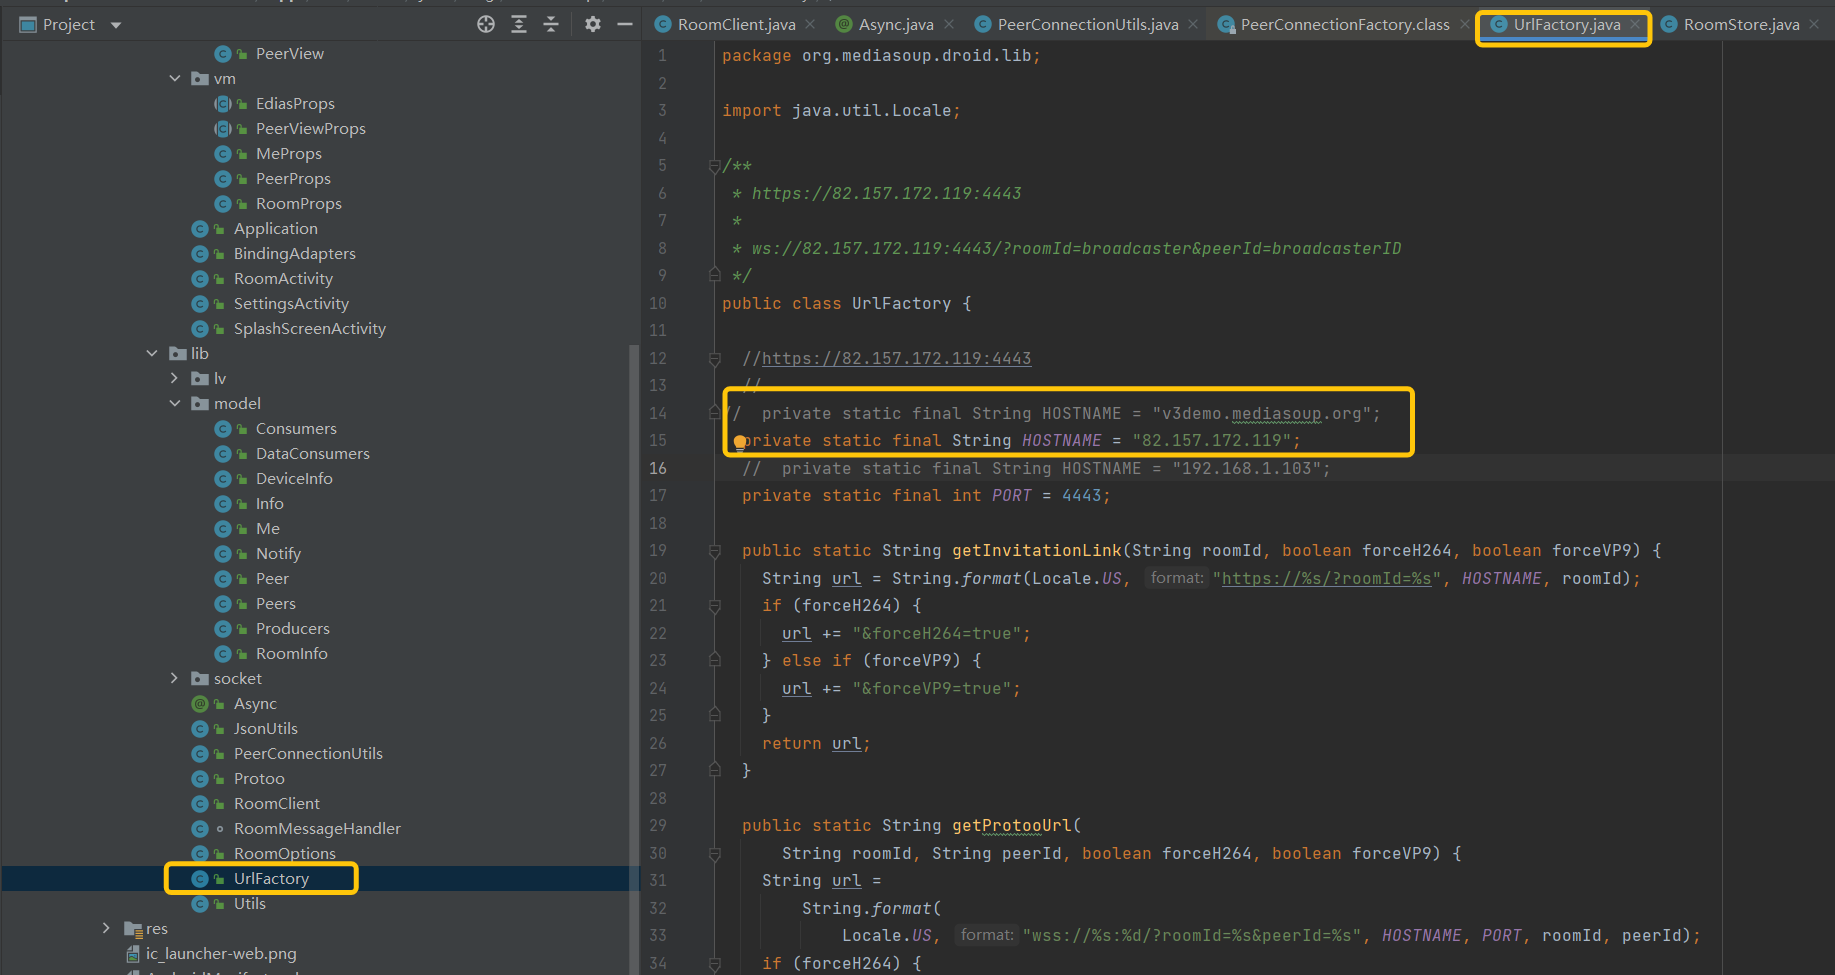 Project
PeerView
vm
EdiasProps
PeerViewProps
MeProps
PeerProps
RoomProps
Application
BindingAdapters
RoomActivity
SettingsActivity
SplashScreenActivity
lib
lv
model
Consumers
DataConsumers
DeviceInfo
Info
Me
Notify
Peer
Peers
Producers
RoomInfo
socket
Async
JsonUtils
PeerConnectionUtils
Protoo
RoomClient
RoomMessageHandler
RoomOptions
UrlFactory
Utils
res
ic_launcher-web.png
RoomClient.java Async.java PeerConnectionUtils.java PeerConnectionFactory.class UrlFactory.java RoomStore.java
1 package org.mediasoup.droid.lib;
2
3 import java.util.Locale;
4
5 /**
6 * https://82.157.172.119:4443
7 *
8 * ws://82.157.172.119:4443/?roomId=broadcaster&peerId=broadcasterID
9 */
10 public class UrlFactory {
11
12 //https://82.157.172.119:4443
13 //
14 // private static final String HOSTNAME = "v3demo.mediasoup.org";
15 private static final String HOSTNAME = "82.157.172.119";
16 // private static final String HOSTNAME = "192.168.1.103";
17 private static final int PORT = 4443;
18
19 public static String getInvitationLink(String roomId, boolean forceH264, boolean forceVP9) {
20 String url = String.format(Locale.US, format: "https://%s/?roomId=%s", HOSTNAME, roomId);
21 if (forceH264) {
22 url += "&forceH264=true";
23 } else if (forceVP9) {
24 url += "&forceVP9=true";
25 }
26 return url;
27 }
28
29 public static String getProtooUrl(
30 String roomId, String peerId, boolean forceH264, boolean forceVP9) {
31 String url =
32 String.format(
33 Locale.US, format: "wss://%s:%d/?roomId=%s&peerId=%s", HOSTNAME, PORT, roomId, peerId);
34 if (forceH264) {